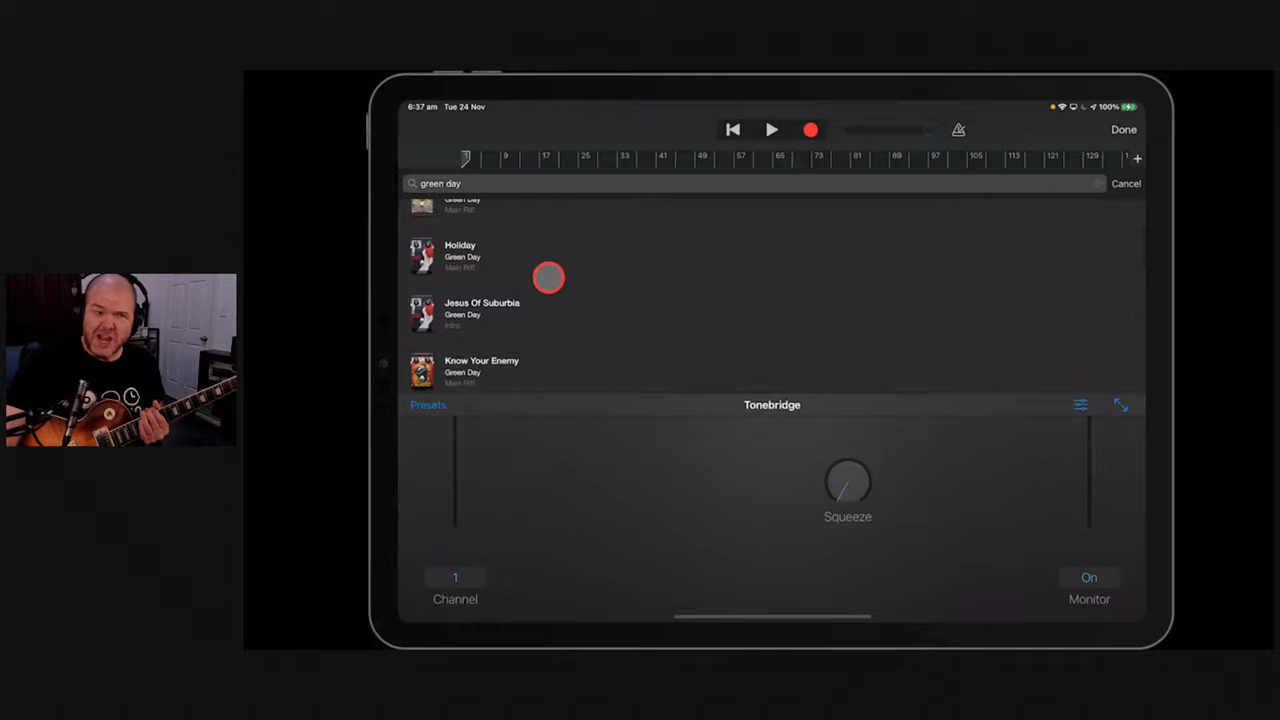 6:37 am Tue 24 Nov
100%
Done
9 17 25 33 41 49 57 65 73 81 89 97 105 113 121 129 1
+
green day
Cancel
Green Day
Main Riff
Holiday
Green Day
Main Riff
Jesus Of Suburbia
Green Day
Intro
Know Your Enemy
Green Day
Main Riff
Presets
Tonebridge
Squeeze
1
Channel
On
Monitor